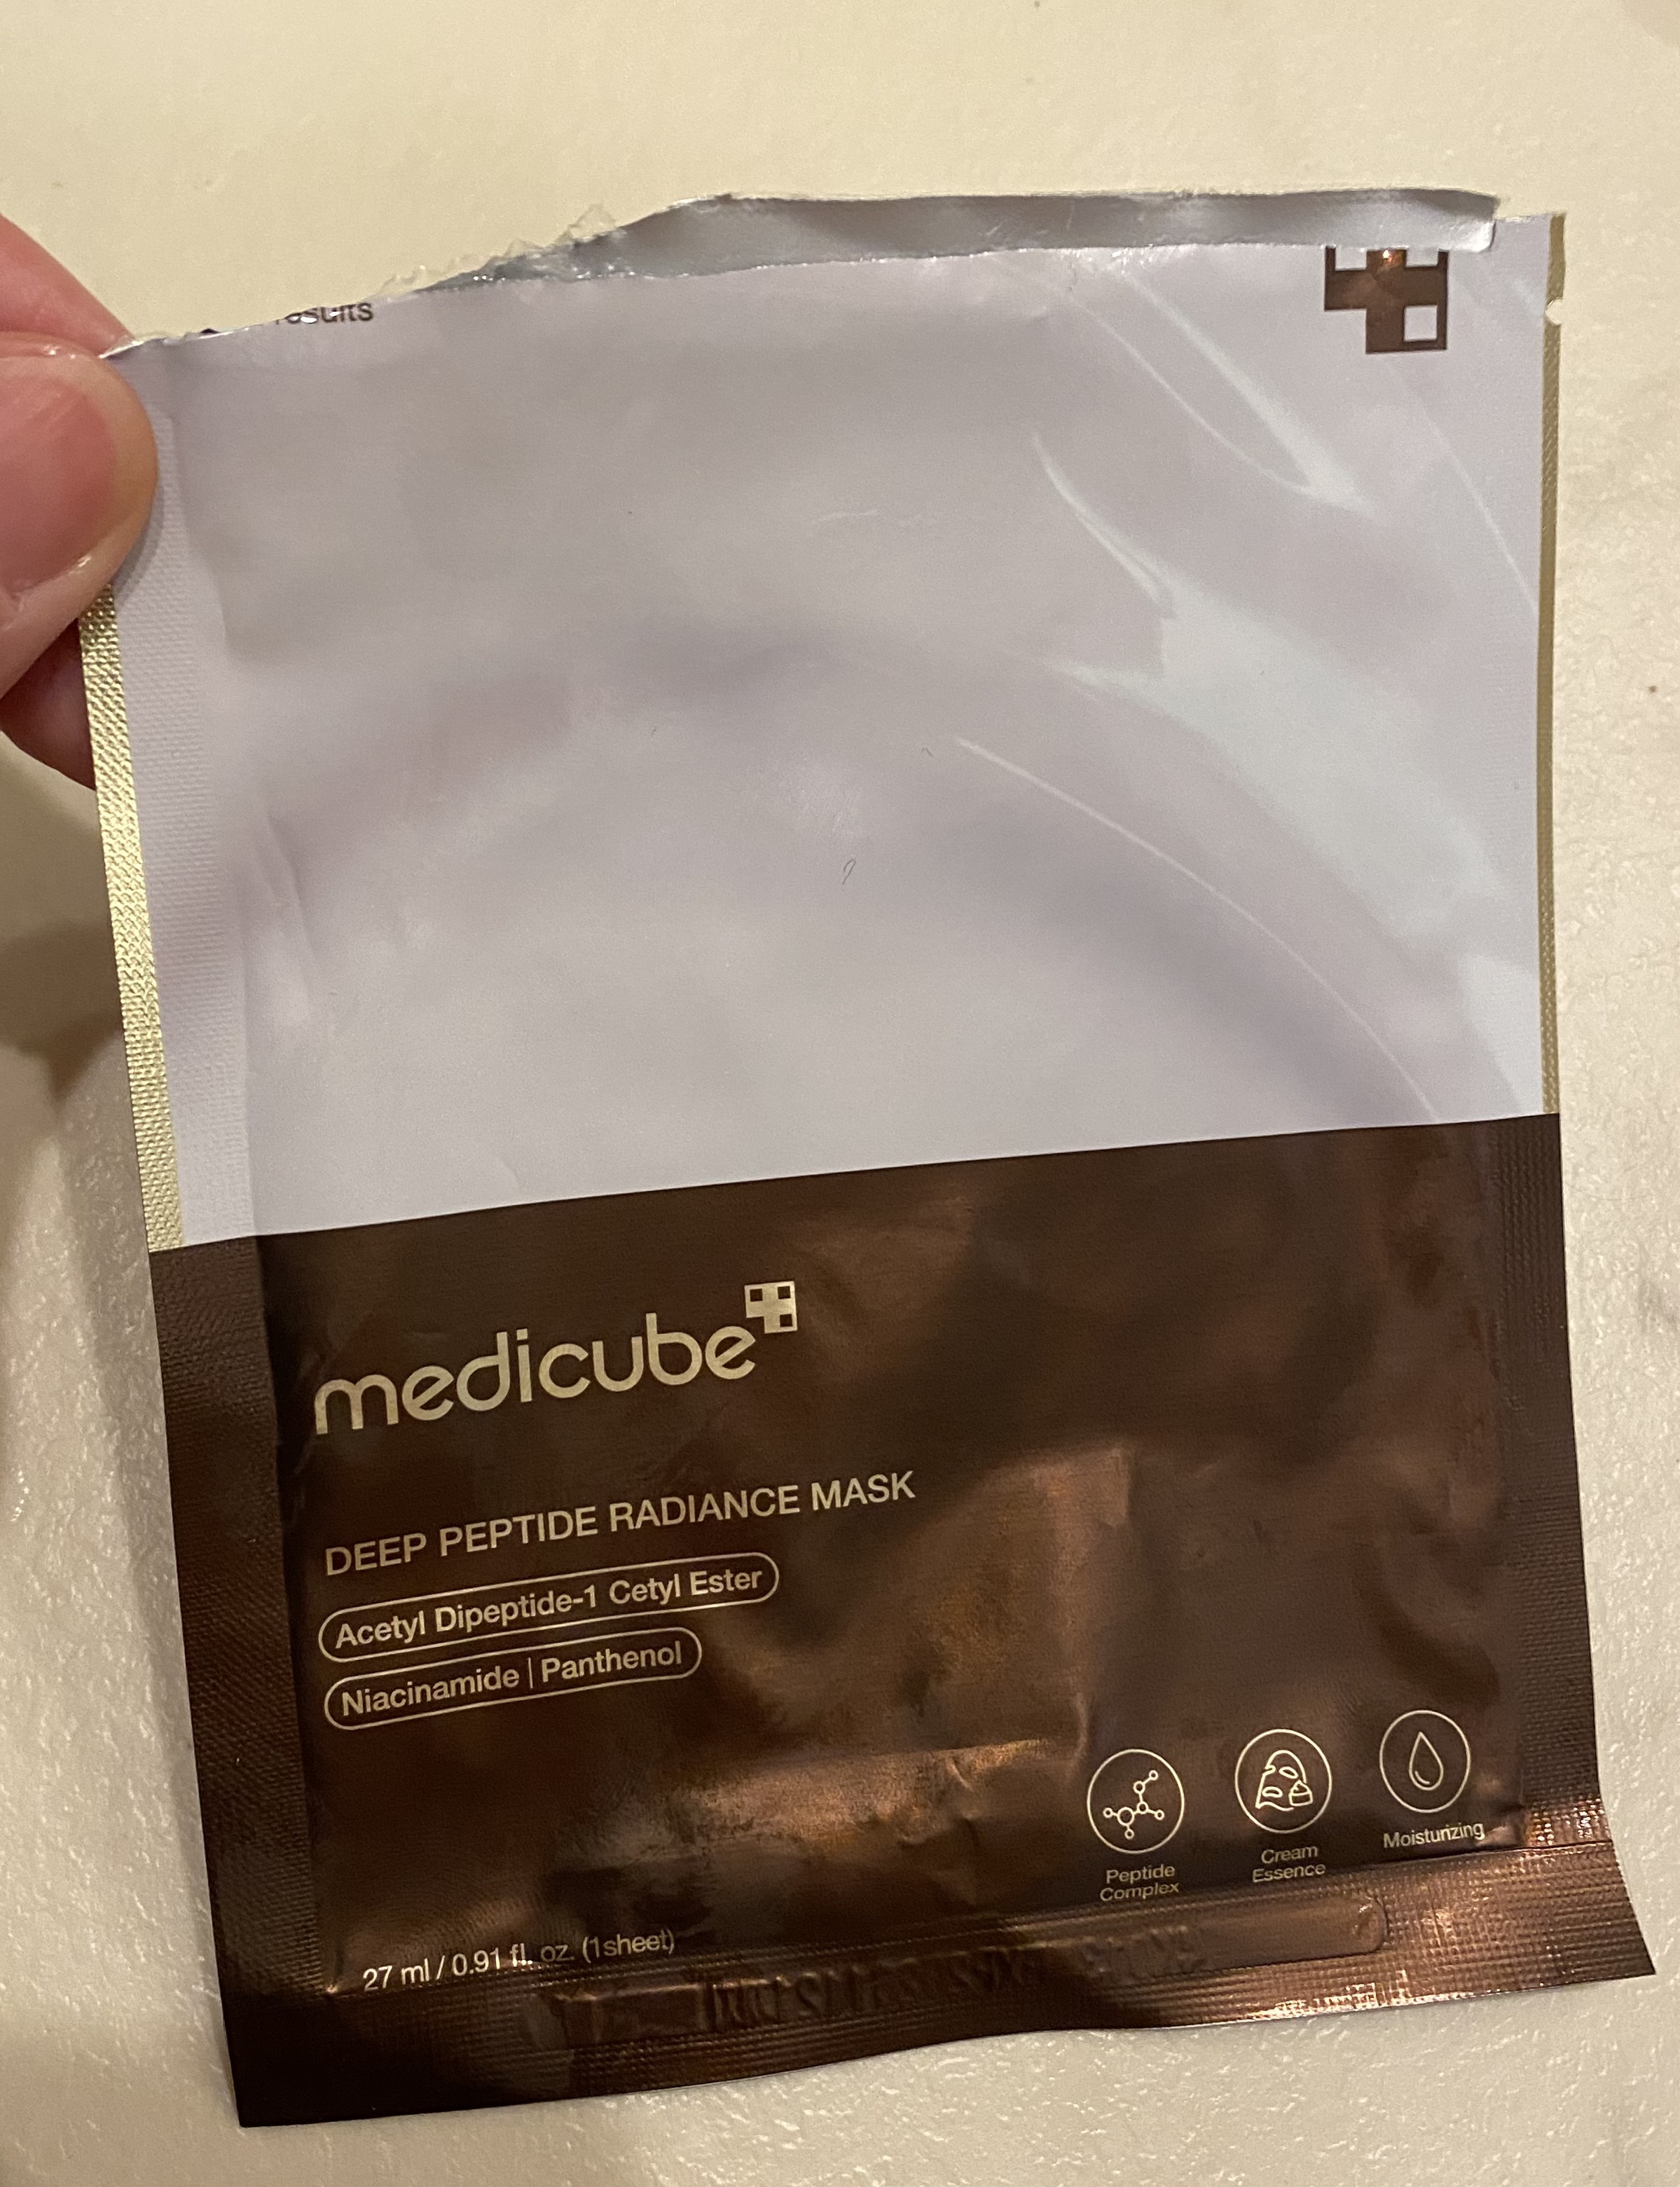 medicube
DEEP PEPTIDE RADIANCE MASK
Acetyl Dipeptide-1 Cetyl Ester
Niacinamide | Panthenol
Peptide
Complex
Cream
Essence
Moisturizing
27 ml / 0.91 fl. oz. (1sheet)